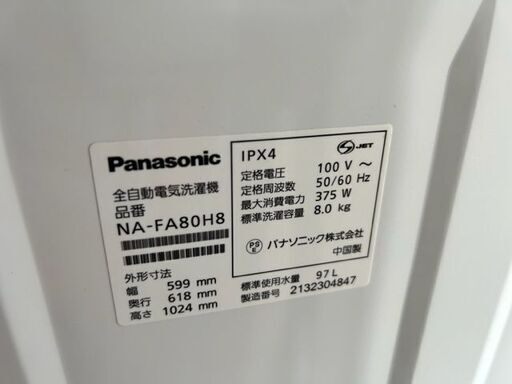 Panasonic
全自動電気洗濯機
品番
NA-FA80H8
外形寸法
幅 599 mm
奥行 618 mm
高さ 1024 mm
IPX4
S JET
定格電圧 100 V ～
定格周波数 50/60 Hz
最大消費電力 375 W
標準洗濯容量 8.0 kg
PS E パナソニック株式会社
中国製
標準使用水量 97 L
製造番号 2132304847